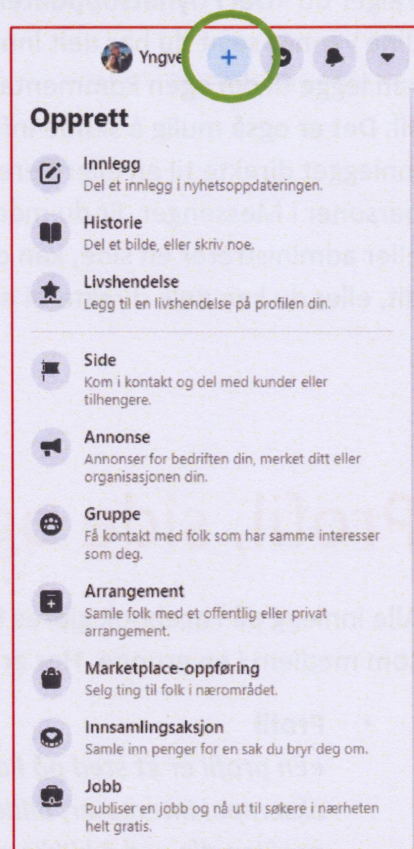 Yngve
Opprett
Innlegg
Del et innlegg i nyhetsoppdateringen.
Historie
Del et bilde, eller skriv noe.
Livshendelse
Legg til en livshendelse på profilen din.
Side
Kom i kontakt og del med kunder eller
tilhengere.
Annonse
Annonser for bedriften din, merket ditt eller
organisasjonen din.
Gruppe
Få kontakt med folk som har samme interesser
som deg.
Arrangement
Samle folk med et offentlig eller privat
arrangement.
Marketplace-oppføring
Selg ting til folk i nærområdet.
Innsamlingsaksjon
Samle inn penger for en sak du bryr deg om.
Jobb
Publiser en jobb og nå ut til søkere i nærheten
helt gratis.